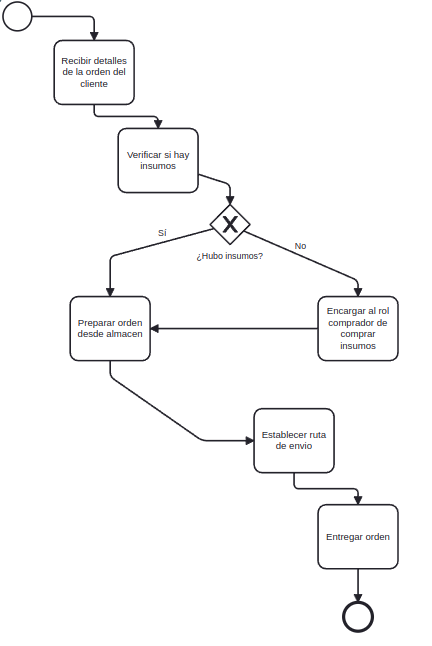 Recibir detalles
de la orden del
cliente
Verificar si hay
insumos
Sí
No
¿Hubo insumos?
Preparar orden
desde almacen
Encargar al rol
comprador de
comprar
insumos
Establecer ruta
de envio
Entregar orden